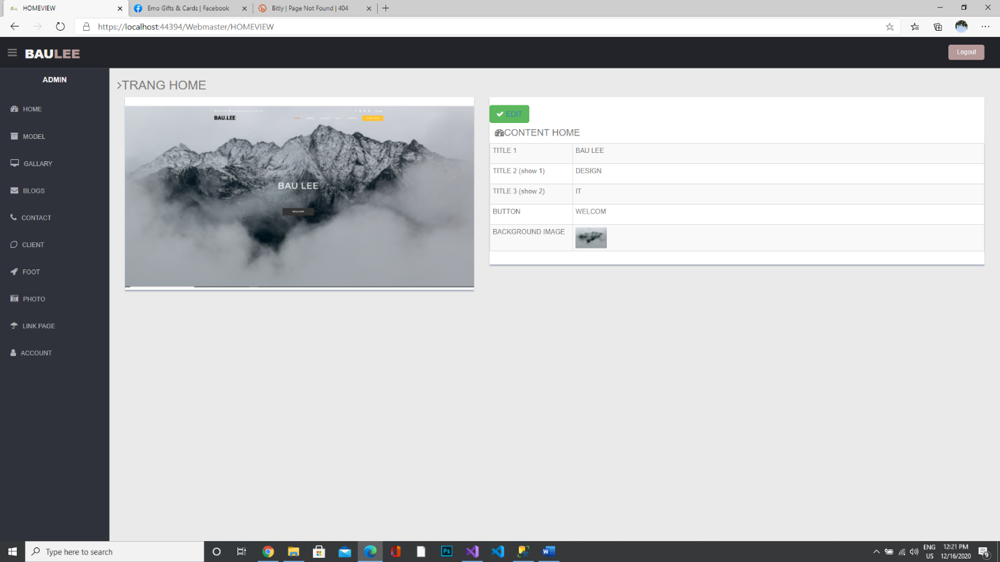 HOMEVIEW
Emo Gifts & Cards | Facebook
Bitly | Page Not Found | 404
https://localhost:44394/Webmaster/HOMEVIEW
BAULEE
Logout
ADMIN
HOME
MODEL
GALLARY
BLOGS
CONTACT
CLIENT
FOOT
PHOTO
LINK PAGE
ACCOUNT
TRANG HOME
BAU.LEE
BAU LEE
WELCOM
EDIT
CONTENT HOME
TITLE 1 BAU LEE
TITLE 2 (show 1) DESIGN
TITLE 3 (show 2) IT
BUTTON WELCOM
BACKGROUND IMAGE
Type here to search
Ps
ENG
US
12:21 PM
12/16/2020
9